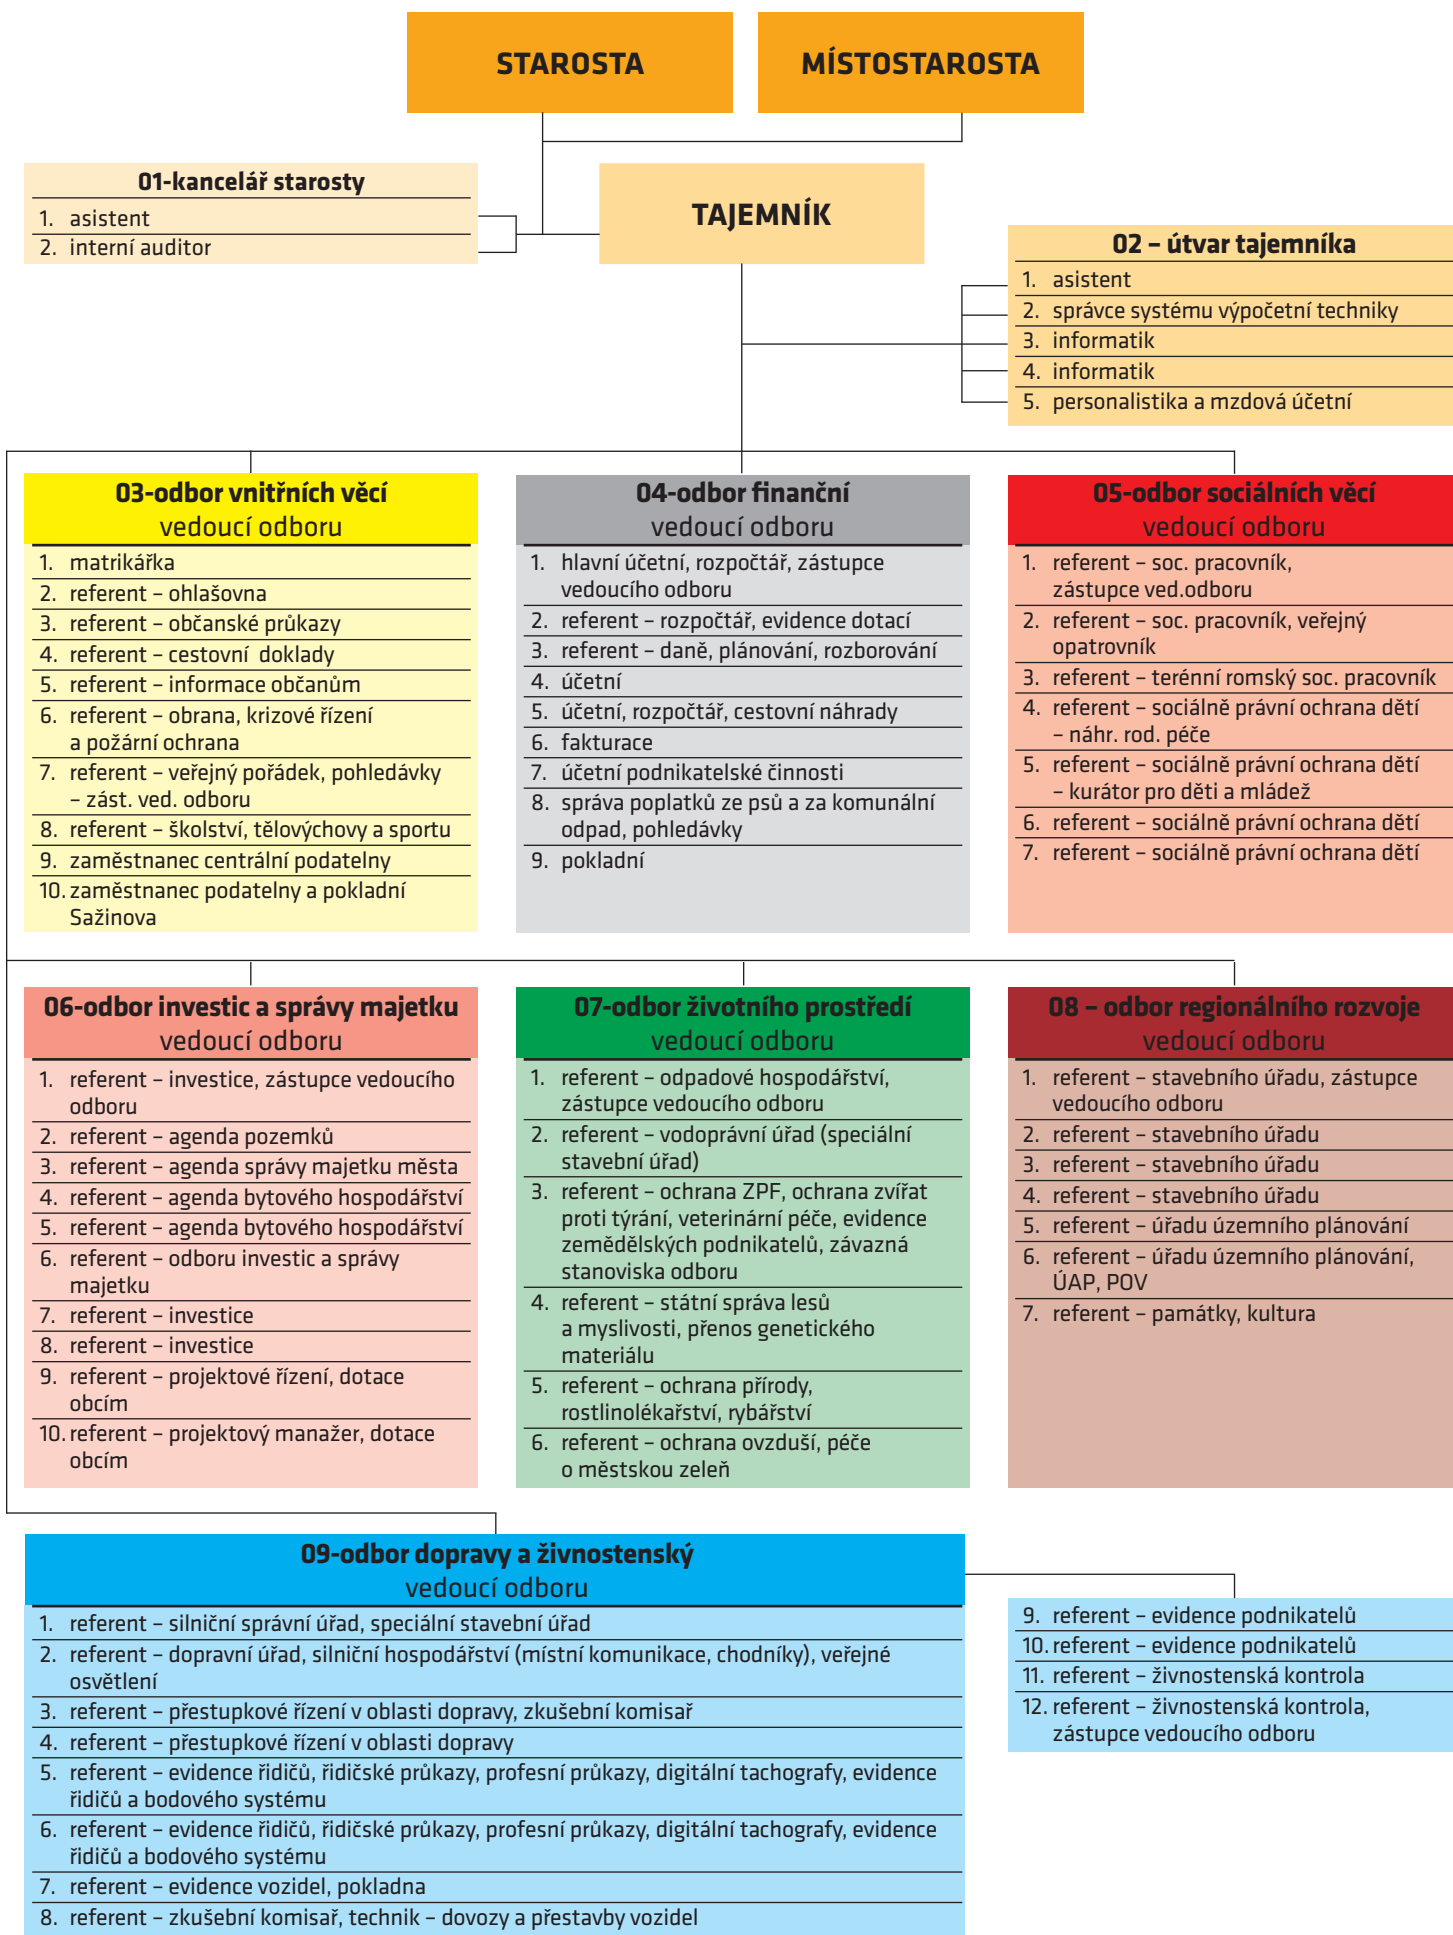 STAROSTA
MÍSTOSTAROSTA
01-kancelář starosty
1. asistent
2. interní auditor
TAJEMNÍK
02 – útvar tajemníka
1. asistent
2. správce systému výpočetní techniky
3. informatik
4. informatik
5. personalistika a mzdová účetní
03-odbor vnitřních věcí
vedoucí odboru
1. matrikářka
2. referent – ohlašovna
3. referent – občanské průkazy
4. referent – cestovní doklady
5. referent – informace občanům
6. referent – obrana, krizové řízení
a požární ochrana
7. referent – veřejný pořádek, pohledávky
– zást. ved. odboru
8. referent – školství, tělovýchovy a sportu
9. zaměstnanec centrální podatelny
10. zaměstnanec podatelny a pokladní
Sažinova
04-odbor finanční
vedoucí odboru
1. hlavní účetní, rozpočtář, zástupce
vedoucího odboru
2. referent – rozpočtář, evidence dotací
3. referent – daně, plánování, rozborování
4. účetní
5. účetní, rozpočtář, cestovní náhrady
6. fakturace
7. účetní podnikatelské činnosti
8. správa poplatků ze psů a za komunální
odpad, pohledávky
9. pokladní
05-odbor sociálních věcí
vedoucí odboru
1. referent – soc. pracovník,
zástupce ved.odboru
2. referent – soc. pracovník, veřejný
opatrovník
3. referent – terénní romský soc. pracovník
4. referent – sociálně právní ochrana dětí
– náhr. rod. péče
5. referent – sociálně právní ochrana dětí
– kurátor pro děti a mládež
6. referent – sociálně právní ochrana dětí
7. referent – sociálně právní ochrana dětí
06-odbor investic a správy majetku
vedoucí odboru
1. referent – investice, zástupce vedoucího
odboru
2. referent – agenda pozemků
3. referent – agenda správy majetku města
4. referent – agenda bytového hospodářství
5. referent – agenda bytového hospodářství
6. referent – odboru investic a správy
majetku
7. referent – investice
8. referent – investice
9. referent – projektové řízení, dotace
obcím
10. referent – projektový manažer, dotace
obcím
07-odbor životního prostředí
vedoucí odboru
1. referent – odpadové hospodářství,
zástupce vedoucího odboru
2. referent – vodoprávní úřad (speciální
stavební úřad)
3. referent – ochrana ZPF, ochrana zvířat
proti týrání, veterinární péče, evidence
zemědělských podnikatelů, závazná
stanoviska odboru
4. referent – státní správa lesů
a myslivosti, přenos genetického
materiálu
5. referent – ochrana přírody,
rostlinolékařství, rybářství
6. referent – ochrana ovzduší, péče
o městskou zeleň
08 – odbor regionálního rozvoje
vedoucí odboru
1. referent – stavebního úřadu, zástupce
vedoucího odboru
2. referent – stavebního úřadu
3. referent – stavebního úřadu
4. referent – stavebního úřadu
5. referent – úřadu územního plánování
6. referent – úřadu územního plánování,
ÚAP, POV
7. referent – památky, kultura
09-odbor dopravy a živnostenský
vedoucí odboru
1. referent – silniční správní úřad, speciální stavební úřad
2. referent – dopravní úřad, silniční hospodářství (místní komunikace, chodníky), veřejné
osvětlení
3. referent – přestupkové řízení v oblasti dopravy, zkušební komisař
4. referent – přestupkové řízení v oblasti dopravy
5. referent – evidence řidičů, řidičské průkazy, profesní průkazy, digitální tachografy, evidence
řidičů a bodového systému
6. referent – evidence řidičů, řidičské průkazy, profesní průkazy, digitální tachografy, evidence
řidičů a bodového systému
7. referent – evidence vozidel, pokladna
8. referent – zkušební komisař, technik – dovozy a přestavby vozidel
9. referent – evidence podnikatelů
10. referent – evidence podnikatelů
11. referent – živnostenská kontrola
12. referent – živnostenská kontrola,
zástupce vedoucího odboru